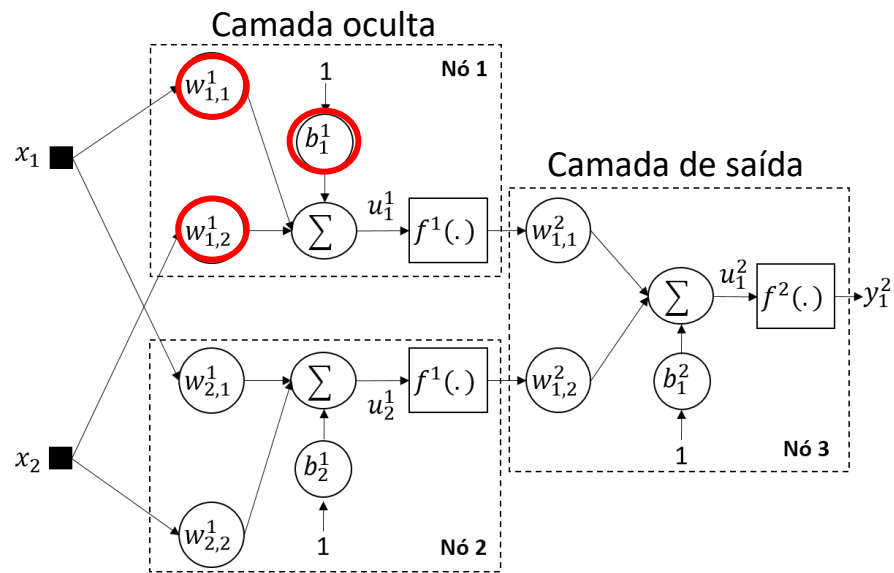 Camada oculta
Nó 1
$w_{1,1}^1$
1
$b_1^1$
$x_1$
$w_{1,2}^1$
$\sum$
$u_1^1$
$f^1(.)$
Camada de saída
$w_{1,1}^2$
$\sum$
$u_1^2$
$f^2(.)$
$y_1^2$
$w_{2,1}^1$
$\sum$
$u_2^1$
$f^1(.)$
$w_{1,2}^2$
$b_1^2$
1
Nó 3
$x_2$
$b_2^1$
$w_{2,2}^1$
1
Nó 2